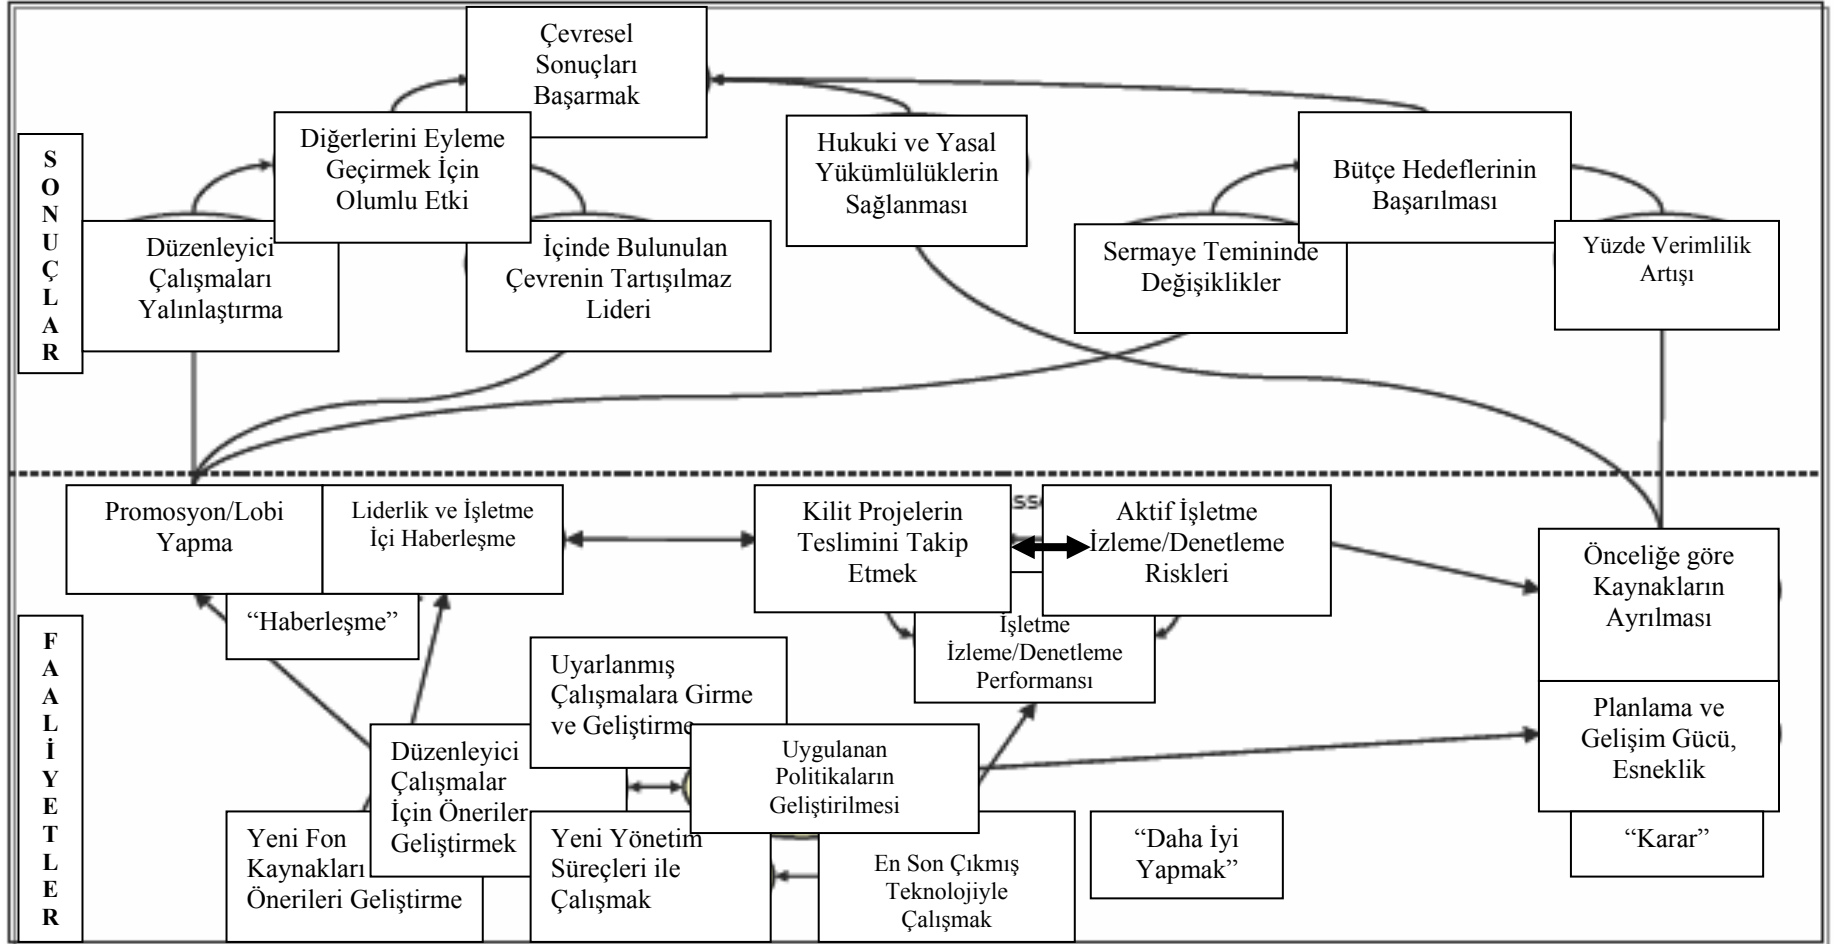 Çevresel
Sonuçları
Başarmak
Diğerlerini Eyleme
Geçirmek İçin
Olumlu Etki
Hukuki ve Yasal
Yükümlülüklerin
Sağlanması
Bütçe Hedeflerinin
Başarılması
S
O
N
U
Ç
L
A
R
Düzenleyici
Çalışmaları
Yalınlaştırma
İçinde Bulunulan
Çevrenin Tartışılmaz
Lideri
Sermaye Temininde
Değişiklikler
Yüzde Verimlilik
Artışı
Promosyon/Lobi
Yapma
Liderlik ve İşletme
İçi Haberleşme
Kilit Projelerin
Teslimini Takip
Etmek
Aktif İşletme
İzleme/Denetleme
Riskleri
Önceliğe göre
Kaynakların
Ayrılması
“Haberleşme”
İşletme
İzleme/Denetleme
Performansı
F
A
A
L
İ
Y
E
T
L
E
R
Uyarlanmış
Çalışmalara Girme
ve Geliştirme
Düzenleyici
Çalışmalar
İçin Öneriler
Geliştirmek
Uygulanan
Politikaların
Geliştirilmesi
Planlama ve
Gelişim Gücü,
Esneklik
Yeni Fon
Kaynakları
Önerileri Geliştirme
Yeni Yönetim
Süreçleri ile
Çalışmak
En Son Çıkmış
Teknolojiyle
Çalışmak
“Daha İyi
Yapmak”
“Karar”